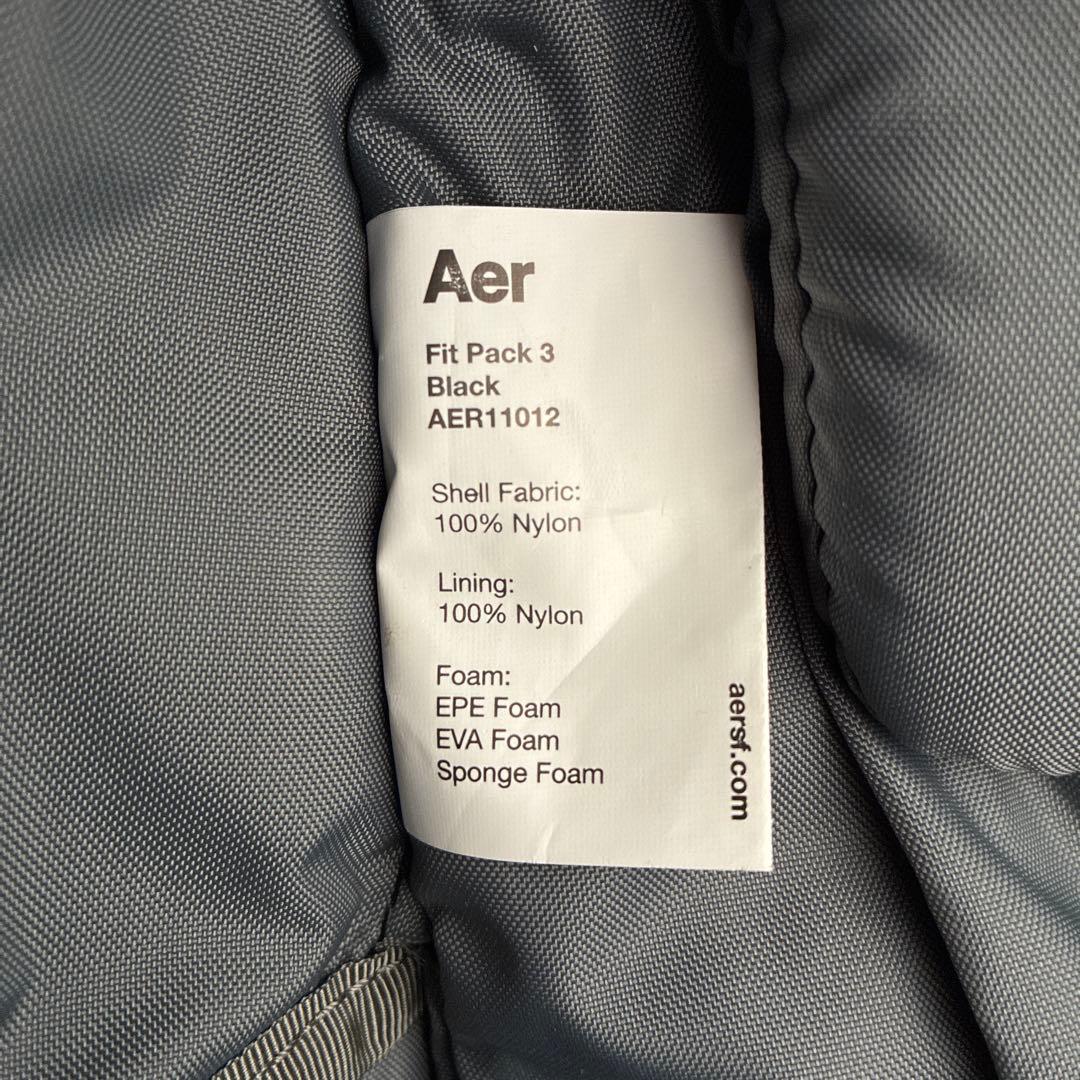 Aer
Fit Pack 3
Black
AER11012
Shell Fabric:
100% Nylon
Lining:
100% Nylon
Foam:
EPE Foam
EVA Foam
Sponge Foam
aersf.com